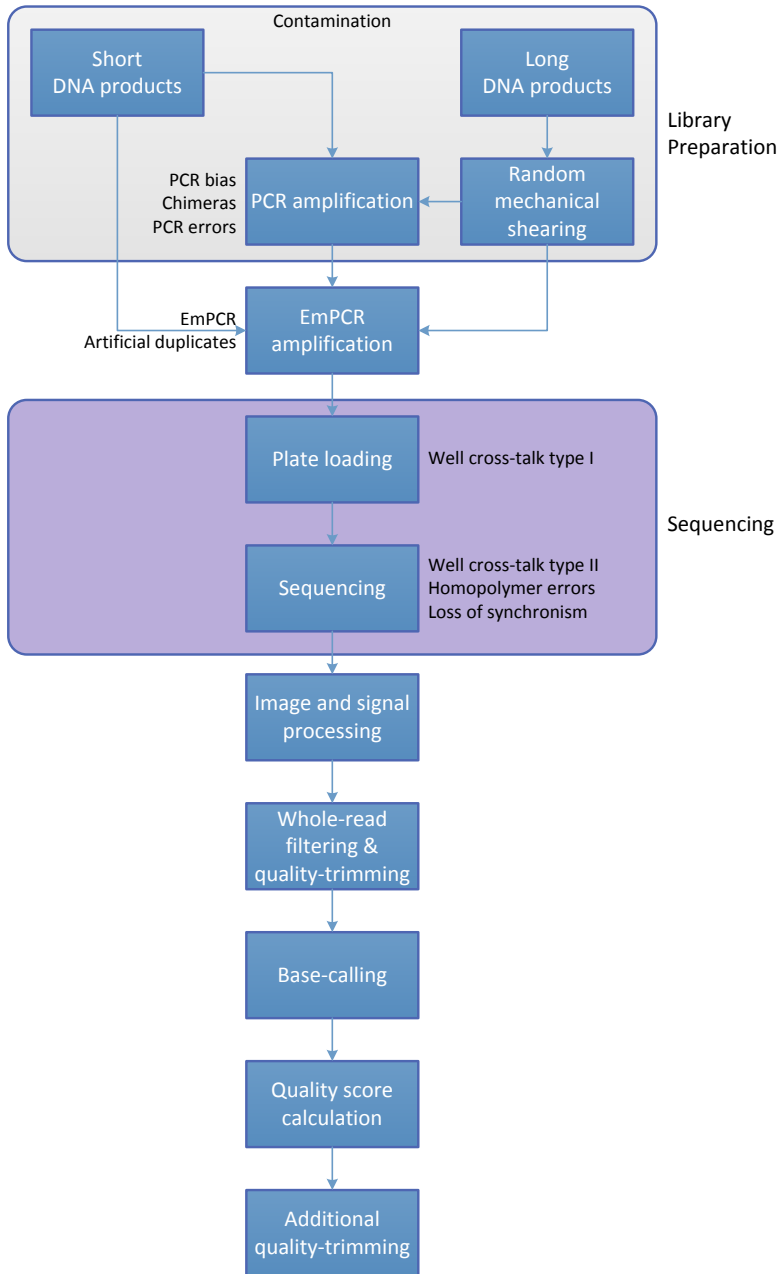 Contamination
Short
DNA products
Long
DNA products
Library
Preparation
PCR bias
Chimeras
PCR errors
PCR amplification
Random
mechanical
shearing
EmPCR
Artificial duplicates
EmPCR
amplification
Plate loading
Well cross-talk type I
Sequencing
Sequencing
Well cross-talk type II
Homopolymer errors
Loss of synchronism
Image and signal
processing
Whole-read
filtering &
quality-trimming
Base-calling
Quality score
calculation
Additional
quality-trimming